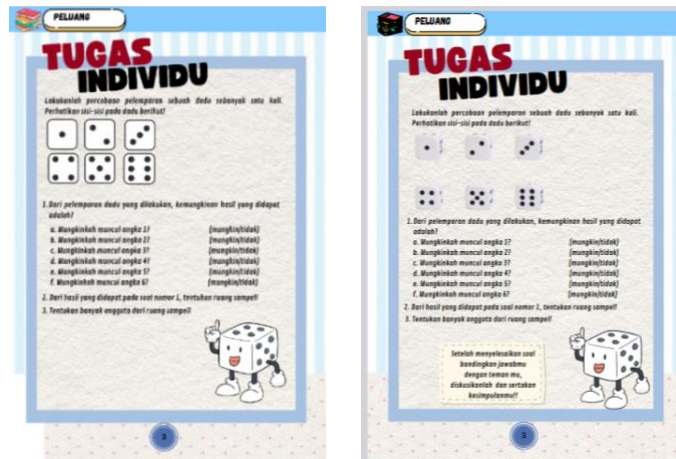 PELUANG
TUGAS
INDIVIDU
Lakukanlah percobaan pelemparan sebuah dadu sebanyak satu kali.
Perhatikan sisi-sisi pada dadu berikut!
1. Dari pelemparan dadu yang dilakukan, kemungkinan hasil yang didapat
adalah?
a. Mungkinkah muncul angka 1? (mungkin/tidak)
b. Mungkinkah muncul angka 2? (mungkin/tidak)
c. Mungkinkah muncul angka 3? (mungkin/tidak)
d. Mungkinkah muncul angka 4? (mungkin/tidak)
e. Mungkinkah muncul angka 5? (mungkin/tidak)
f. Mungkinkah muncul angka 6? (mungkin/tidak)
2. Dari hasil yang didapat pada soal nomor 1, tentukan ruang sampel!
3. Tentukan banyak anggota dari ruang sampel!
3
PELUANG
TUGAS
INDIVIDU
Lakukanlah percobaan pelemparan sebuah dadu sebanyak satu kali.
Perhatikan sisi-sisi pada dadu berikut!
1. Dari pelemparan dadu yang dilakukan, kemungkinan hasil yang didapat
adalah?
a. Mungkinkah muncul angka 1? (mungkin/tidak)
b. Mungkinkah muncul angka 2? (mungkin/tidak)
c. Mungkinkah muncul angka 3? (mungkin/tidak)
d. Mungkinkah muncul angka 4? (mungkin/tidak)
e. Mungkinkah muncul angka 5? (mungkin/tidak)
f. Mungkinkah muncul angka 6? (mungkin/tidak)
2. Dari hasil yang didapat pada soal nomor 1, tentukan ruang sampel!
3. Tentukan banyak anggota dari ruang sampel!
Setelah menyelesaikan soal
bandingkan jawabmu
dengan teman mu,
diskusikanlah dan sertakan
kesimpulanmu!!
3